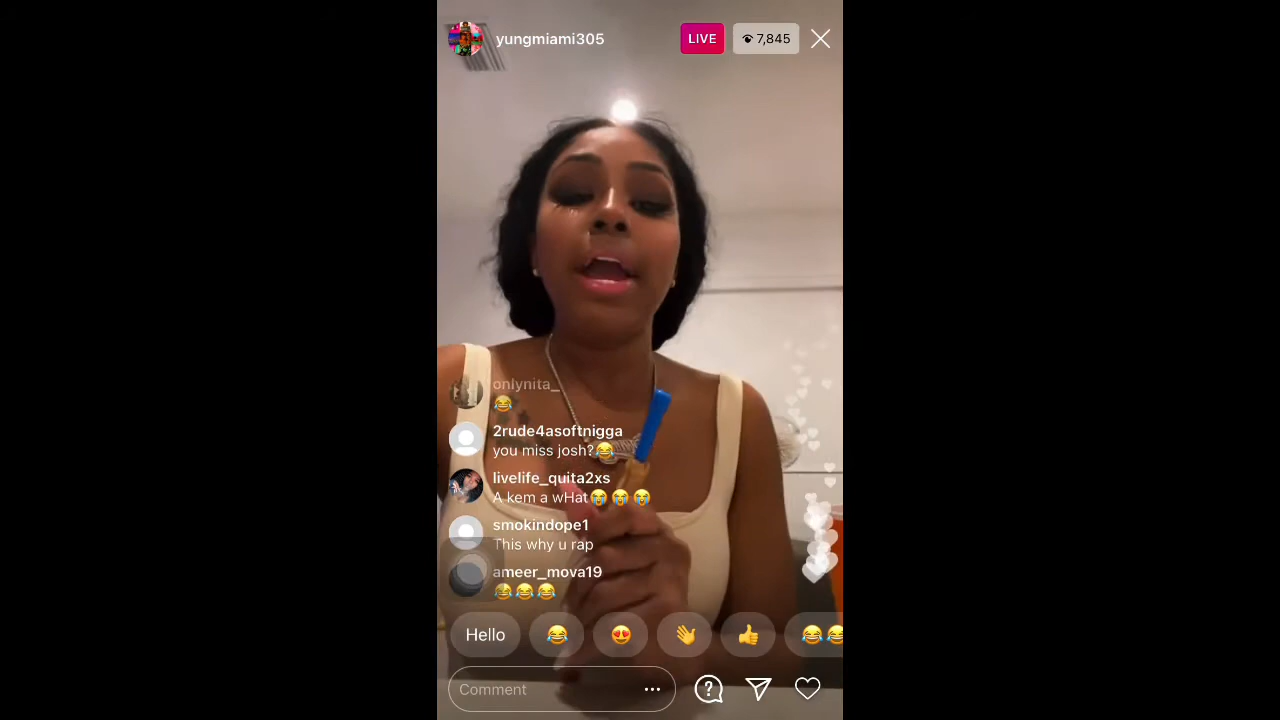 yungmiami305
LIVE
7,845
onlynita_
😂
2rude4asoftnigga
you miss josh?😂
livelife_quita2xs
A kem a wHat😭😭😭
smokindope1
This why u rap
ameer_mova19
😂😂😂
Hello
Comment